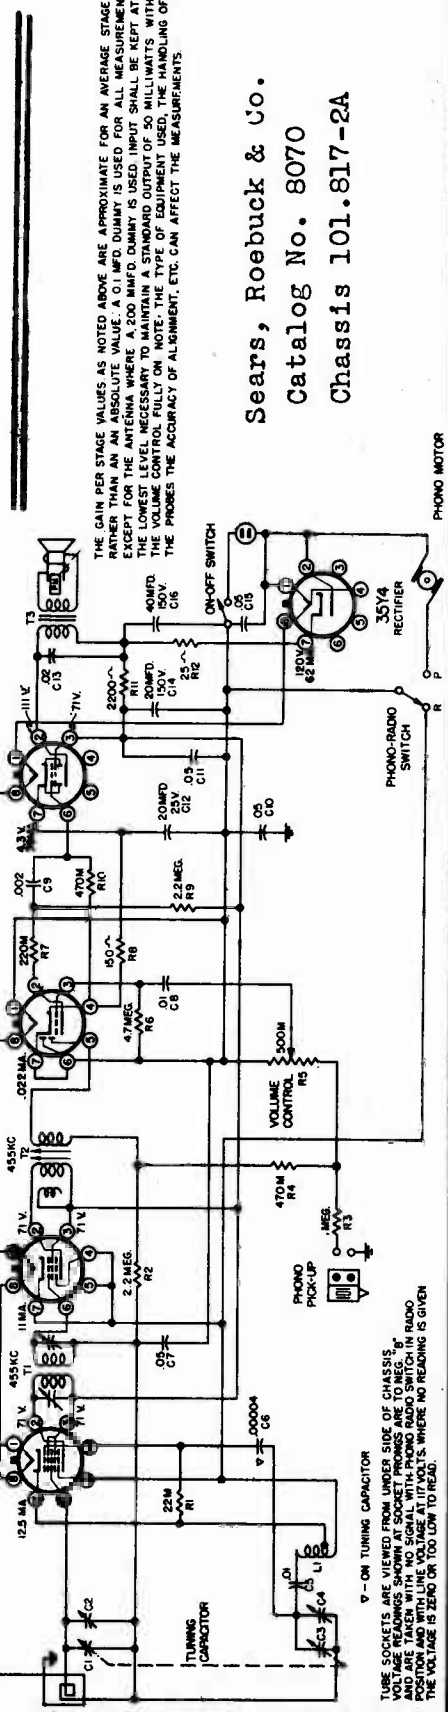 THE GAIN PER STAGE VALUES AS NOTED ABOVE ARE APPROXIMATE FOR AN AVERAGE STAGE
RATHER THAN AN ABSOLUTE VALUE. A 0.1 MFD. DUMMY IS USED FOR ALL MEASUREMEN
EXCEPT FOR THE ANTENNA WHERE A 200 MMFD. DUMMY IS USED. INPUT SHALL BE KEPT AT
THE LOWEST LEVEL NECESSARY TO MAINTAIN A STANDARD OUTPUT OF 50 MILLIWATTS WITH
THE VOLUME CONTROL FULLY ON. NOTE- THE TYPE OF EQUIPMENT USED, THE HANDLING OF
THE PROBES THE ACCURACY OF ALIGNMENT, ETC. CAN AFFECT THE MEASUREMENTS.
Sears, Roebuck & Co.
Catalog No. 8070
Chassis 101.817-2A
12.5 MA
71 V.
71 V.
455KC
T1
11 MA.
71 V.
71 V.
455KC
T2
.022 MA.
220M
R7
.002
C9
470M
R10
4.3 V.
111 V.
71 V.
.02
C13
T3
2200
R11
20MFD.
150V.
C14
40MFD.
150V.
C16
25
R12
ON-OFF SWITCH
.05
C15
120V.
62 M
35Y4
RECTIFIER
PHONO MOTOR
P
R
PHONO-RADIO
SWITCH
.05
C11
20MFD
25V.
C12
.05
C10
2.2 MEG.
R9
150
R8
4.7 MEG.
R6
.01
C8
500M
VOLUME
CONTROL
R5
470M
R4
1 MEG.
R3
PHONO
PICK-UP
2.2 MEG.
R2
.05
C7
22M
R1
.00004
C6
C1
C2
TUNING
CAPACITOR
.01
C5
L1
C3
C4
▽ - ON TUNING CAPACITOR
TUBE SOCKETS ARE VIEWED FROM UNDER SIDE OF CHASSIS
VOLTAGE READINGS SHOWN AT SOCKET PRONGS ARE TO NEG. "B"
AND ARE TAKEN WITH NO SIGNAL WITH PHONO RADIO SWITCH IN RADIO
POSITION AND WITH LINE VOLTAGE AT 117 VOLTS. WHERE NO READING IS GIVEN
THE VOLTAGE IS ZERO OR TOO LOW TO READ.